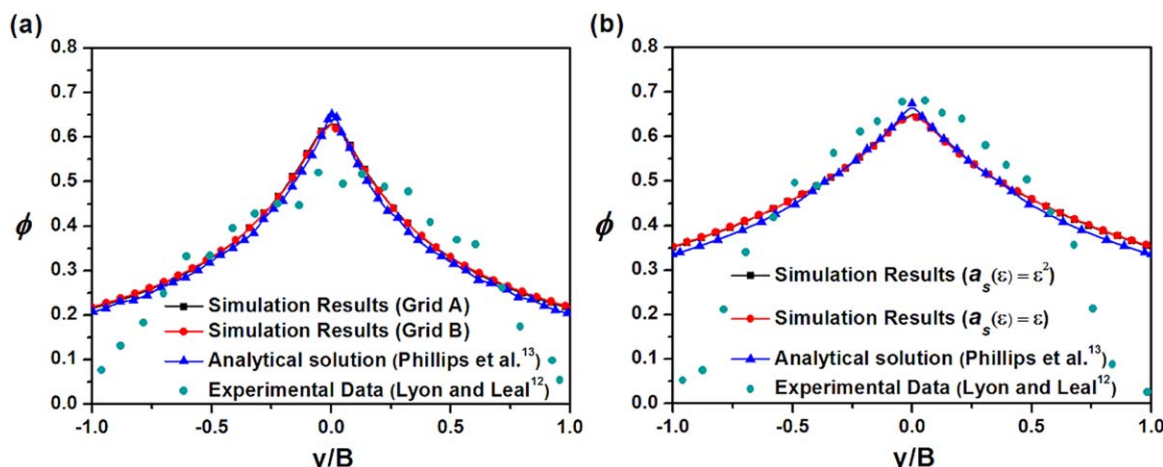 (a)
0.8
0.7
0.6
0.5
ϕ
0.4
0.3
0.2
0.1
0.0
-1.0
-0.5
0.0
0.5
1.0
y/B
Simulation Results (Grid A)
Simulation Results (Grid B)
Analytical solution (Phillips et al.¹³)
Experimental Data (Lyon and Leal¹²)
(b)
0.8
0.7
0.6
0.5
ϕ
0.4
0.3
0.2
0.1
0.0
-1.0
-0.5
0.0
0.5
1.0
y/B
Simulation Results (aₛ(ε) = ε²)
Simulation Results (aₛ(ε) = ε)
Analytical solution (Phillips et al.¹³)
Experimental Data (Lyon and Leal¹²)